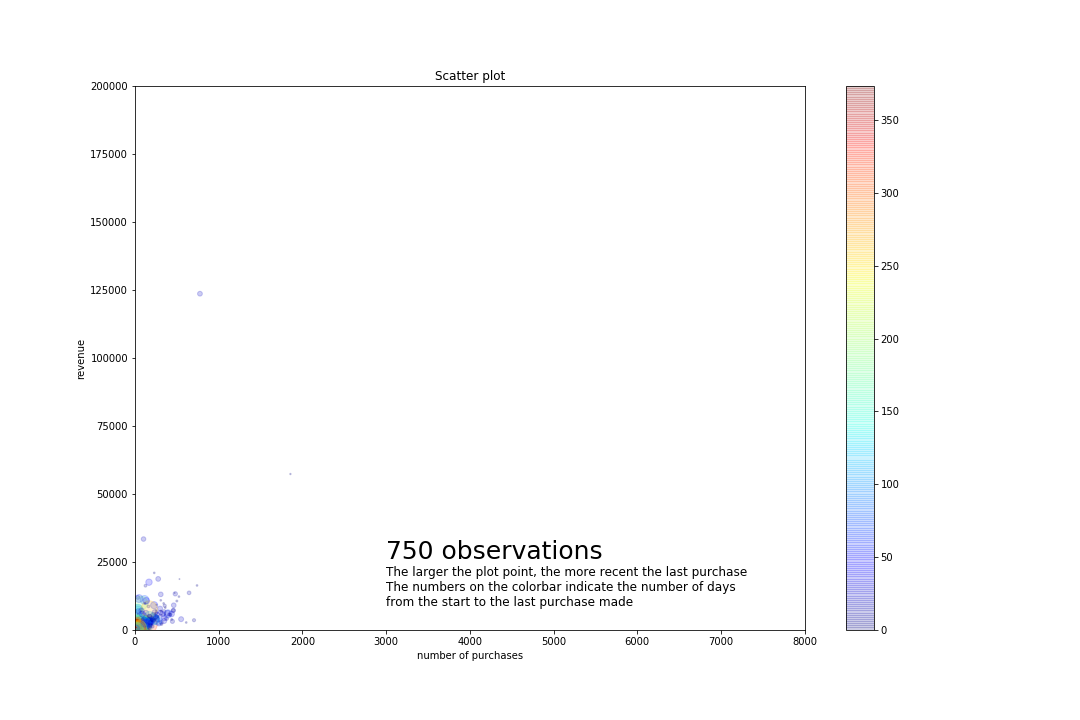 Scatter plot
200000
175000
150000
125000
100000
75000
50000
25000
0
revenue
0 1000 2000 3000 4000 5000 6000 7000 8000
number of purchases
750 observations
The larger the plot point, the more recent the last purchase
The numbers on the colorbar indicate the number of days
from the start to the last purchase made
350
300
250
200
150
100
50
0